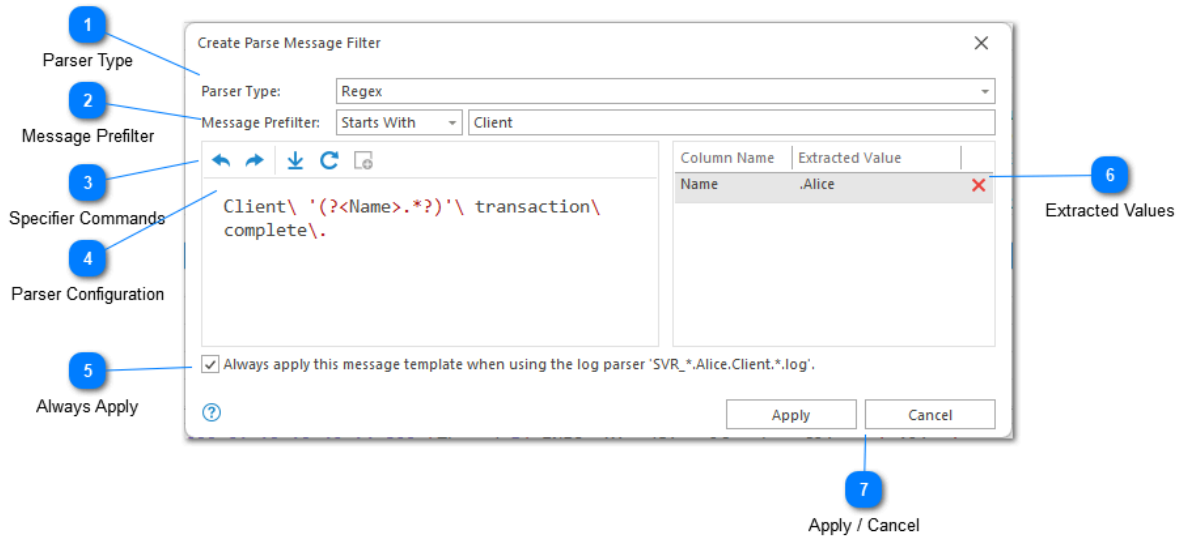 1
Parser Type
2
Message Prefilter
3
Specifier Commands
4
Parser Configuration
5
Always Apply
Create Parse Message Filter
Parser Type:
Regex
Message Prefilter:
Starts With
Client
Client\ '(?<Name>.*?)'\ transaction\
complete\.
Column Name
Extracted Value
Name
.Alice
Always apply this message template when using the log parser 'SVR_*.Alice.Client.*.log'.
?
Apply
Cancel
6
Extracted Values
7
Apply / Cancel